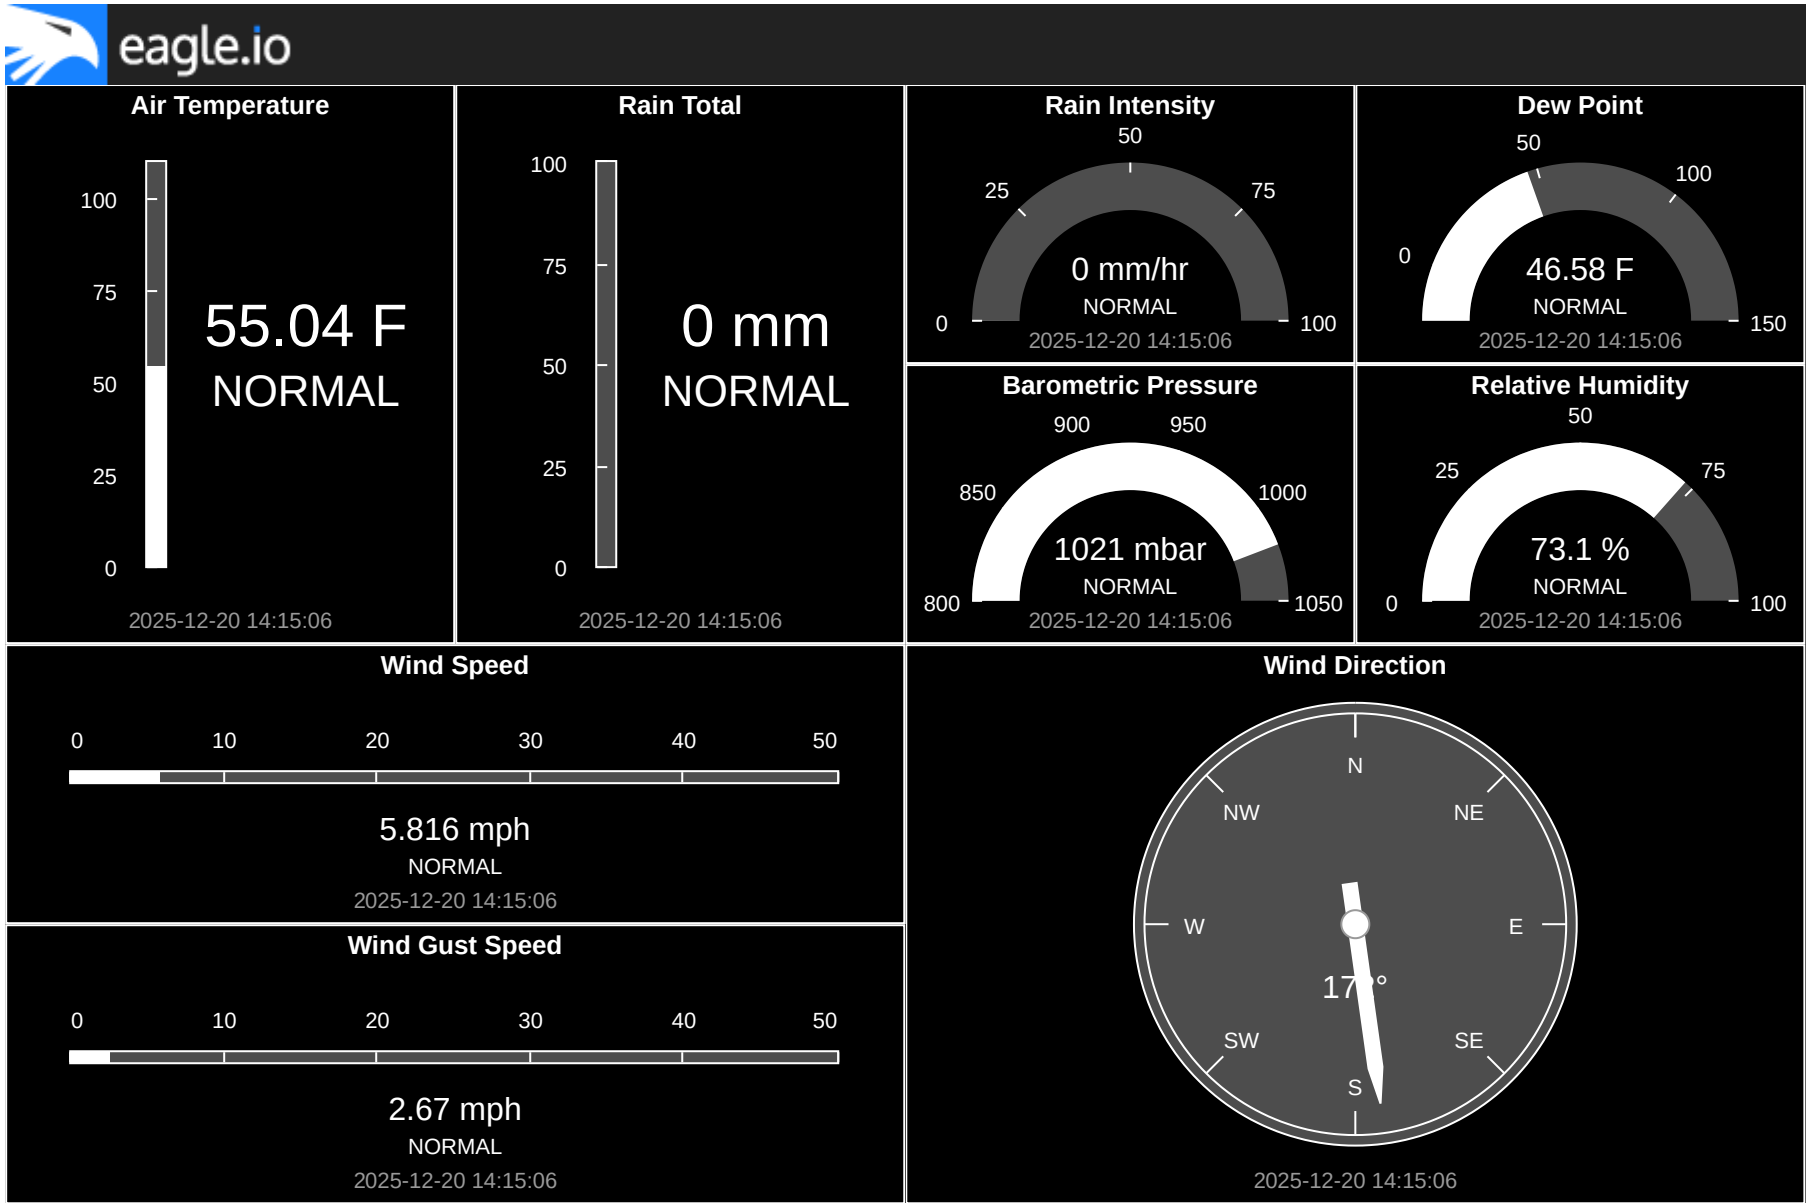 eagle.io
Air Temperature
100
75
50
25
0
55.04 F
NORMAL
2025-12-20 14:15:06
Rain Total
100
75
50
25
0
0 mm
NORMAL
2025-12-20 14:15:06
Rain Intensity
0
25
50
75
100
0 mm/hr
NORMAL
2025-12-20 14:15:06
Dew Point
0
50
100
150
46.58 F
NORMAL
2025-12-20 14:15:06
Barometric Pressure
800
850
900
950
1000
1050
1021 mbar
NORMAL
2025-12-20 14:15:06
Relative Humidity
0
25
50
75
100
73.1 %
NORMAL
2025-12-20 14:15:06
Wind Speed
0 10 20 30 40 50
5.816 mph
NORMAL
2025-12-20 14:15:06
Wind Gust Speed
0 10 20 30 40 50
2.67 mph
NORMAL
2025-12-20 14:15:06
Wind Direction
N
NW NE
W E
SW SE
S
2025-12-20 14:15:06